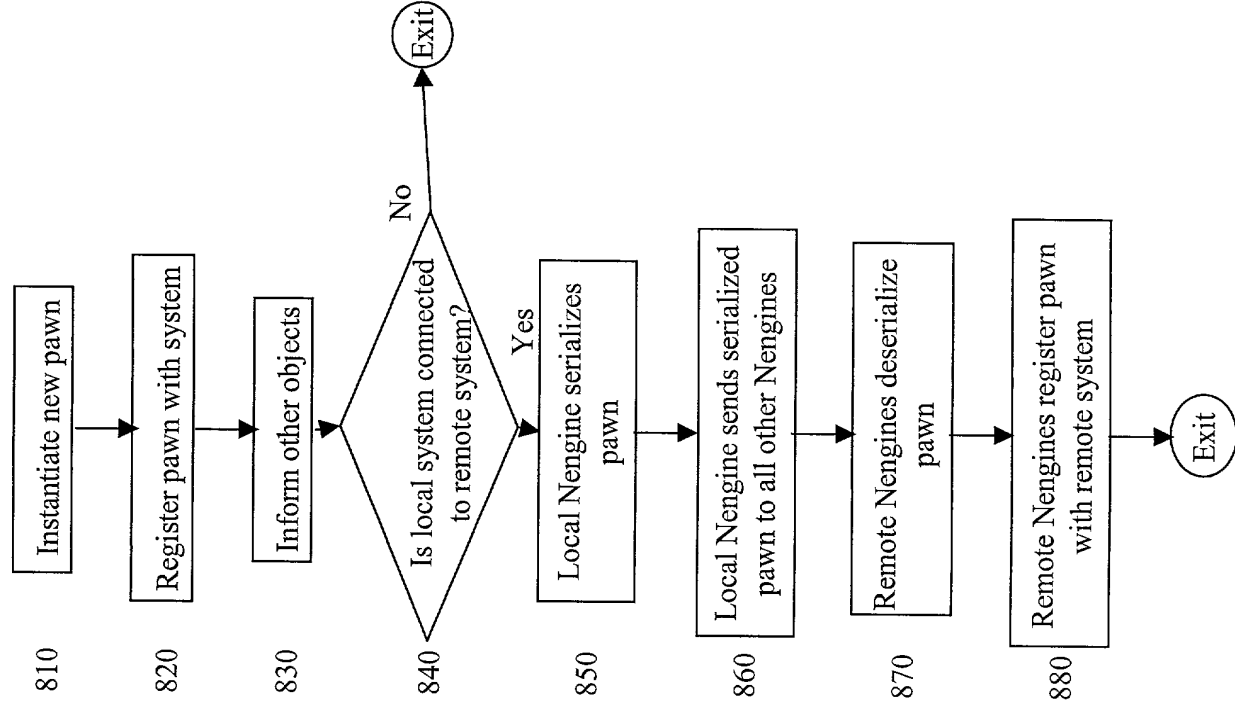 810
Instantiate new pawn
820
Register pawn with system
830
Inform other objects
840
Is local system connected
to remote system?
No
Exit
Yes
850
Local Nengine serializes
pawn
860
Local Nengine sends serialized
pawn to all other Nengines
870
Remote Nengines deserialize
pawn
880
Remote Nengines register pawn
with remote system
Exit